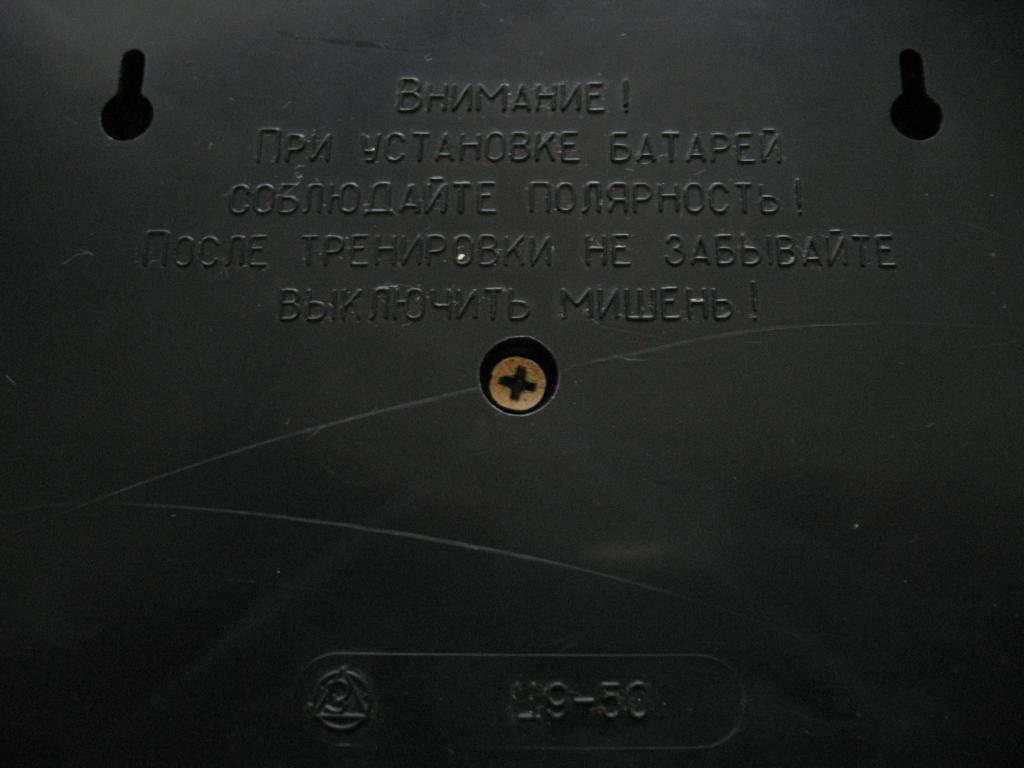 Внимание!
При установке батарей
соблюдайте полярность!
После тренировки не забывайте
выключить мишень!